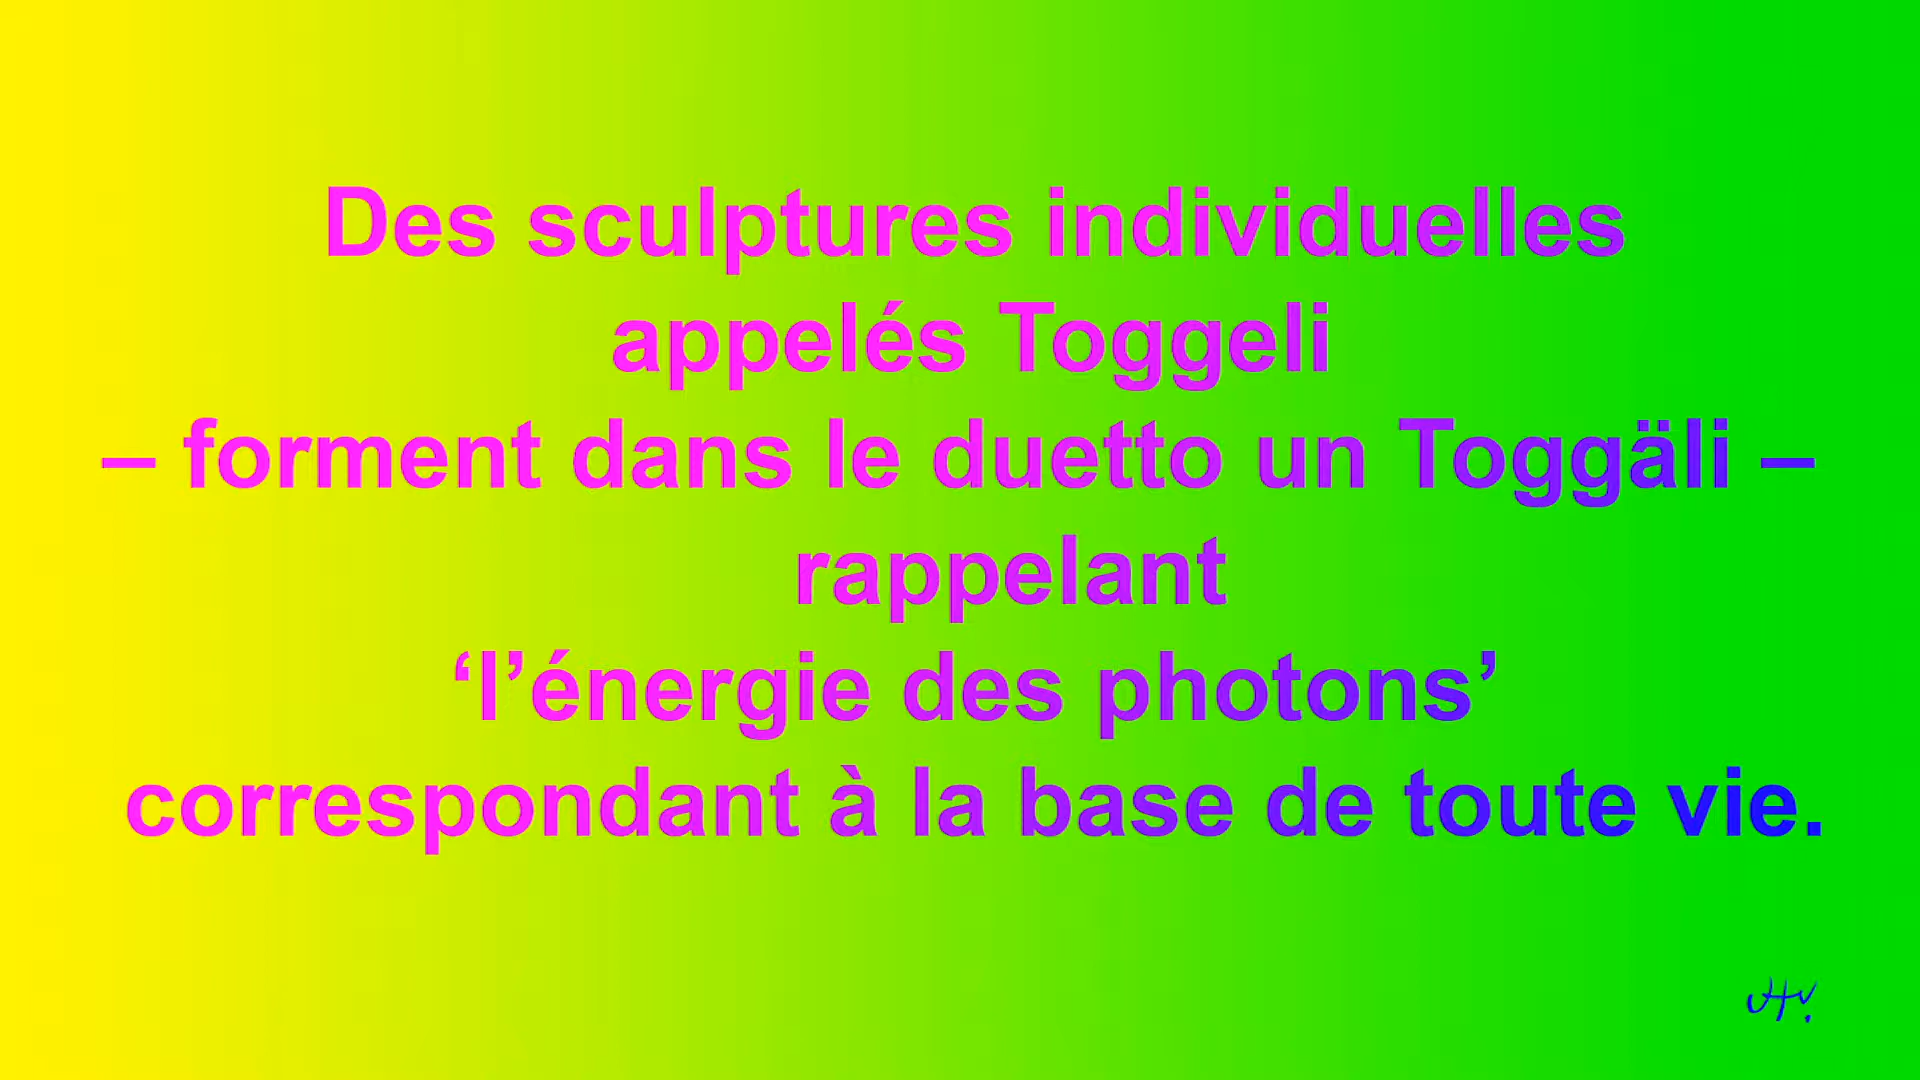 Des sculptures individuelles
appelés Toggeli
– forment dans le duetto un Toggäli –
rappelant
‘l’énergie des photons’
correspondant à la base de toute vie.